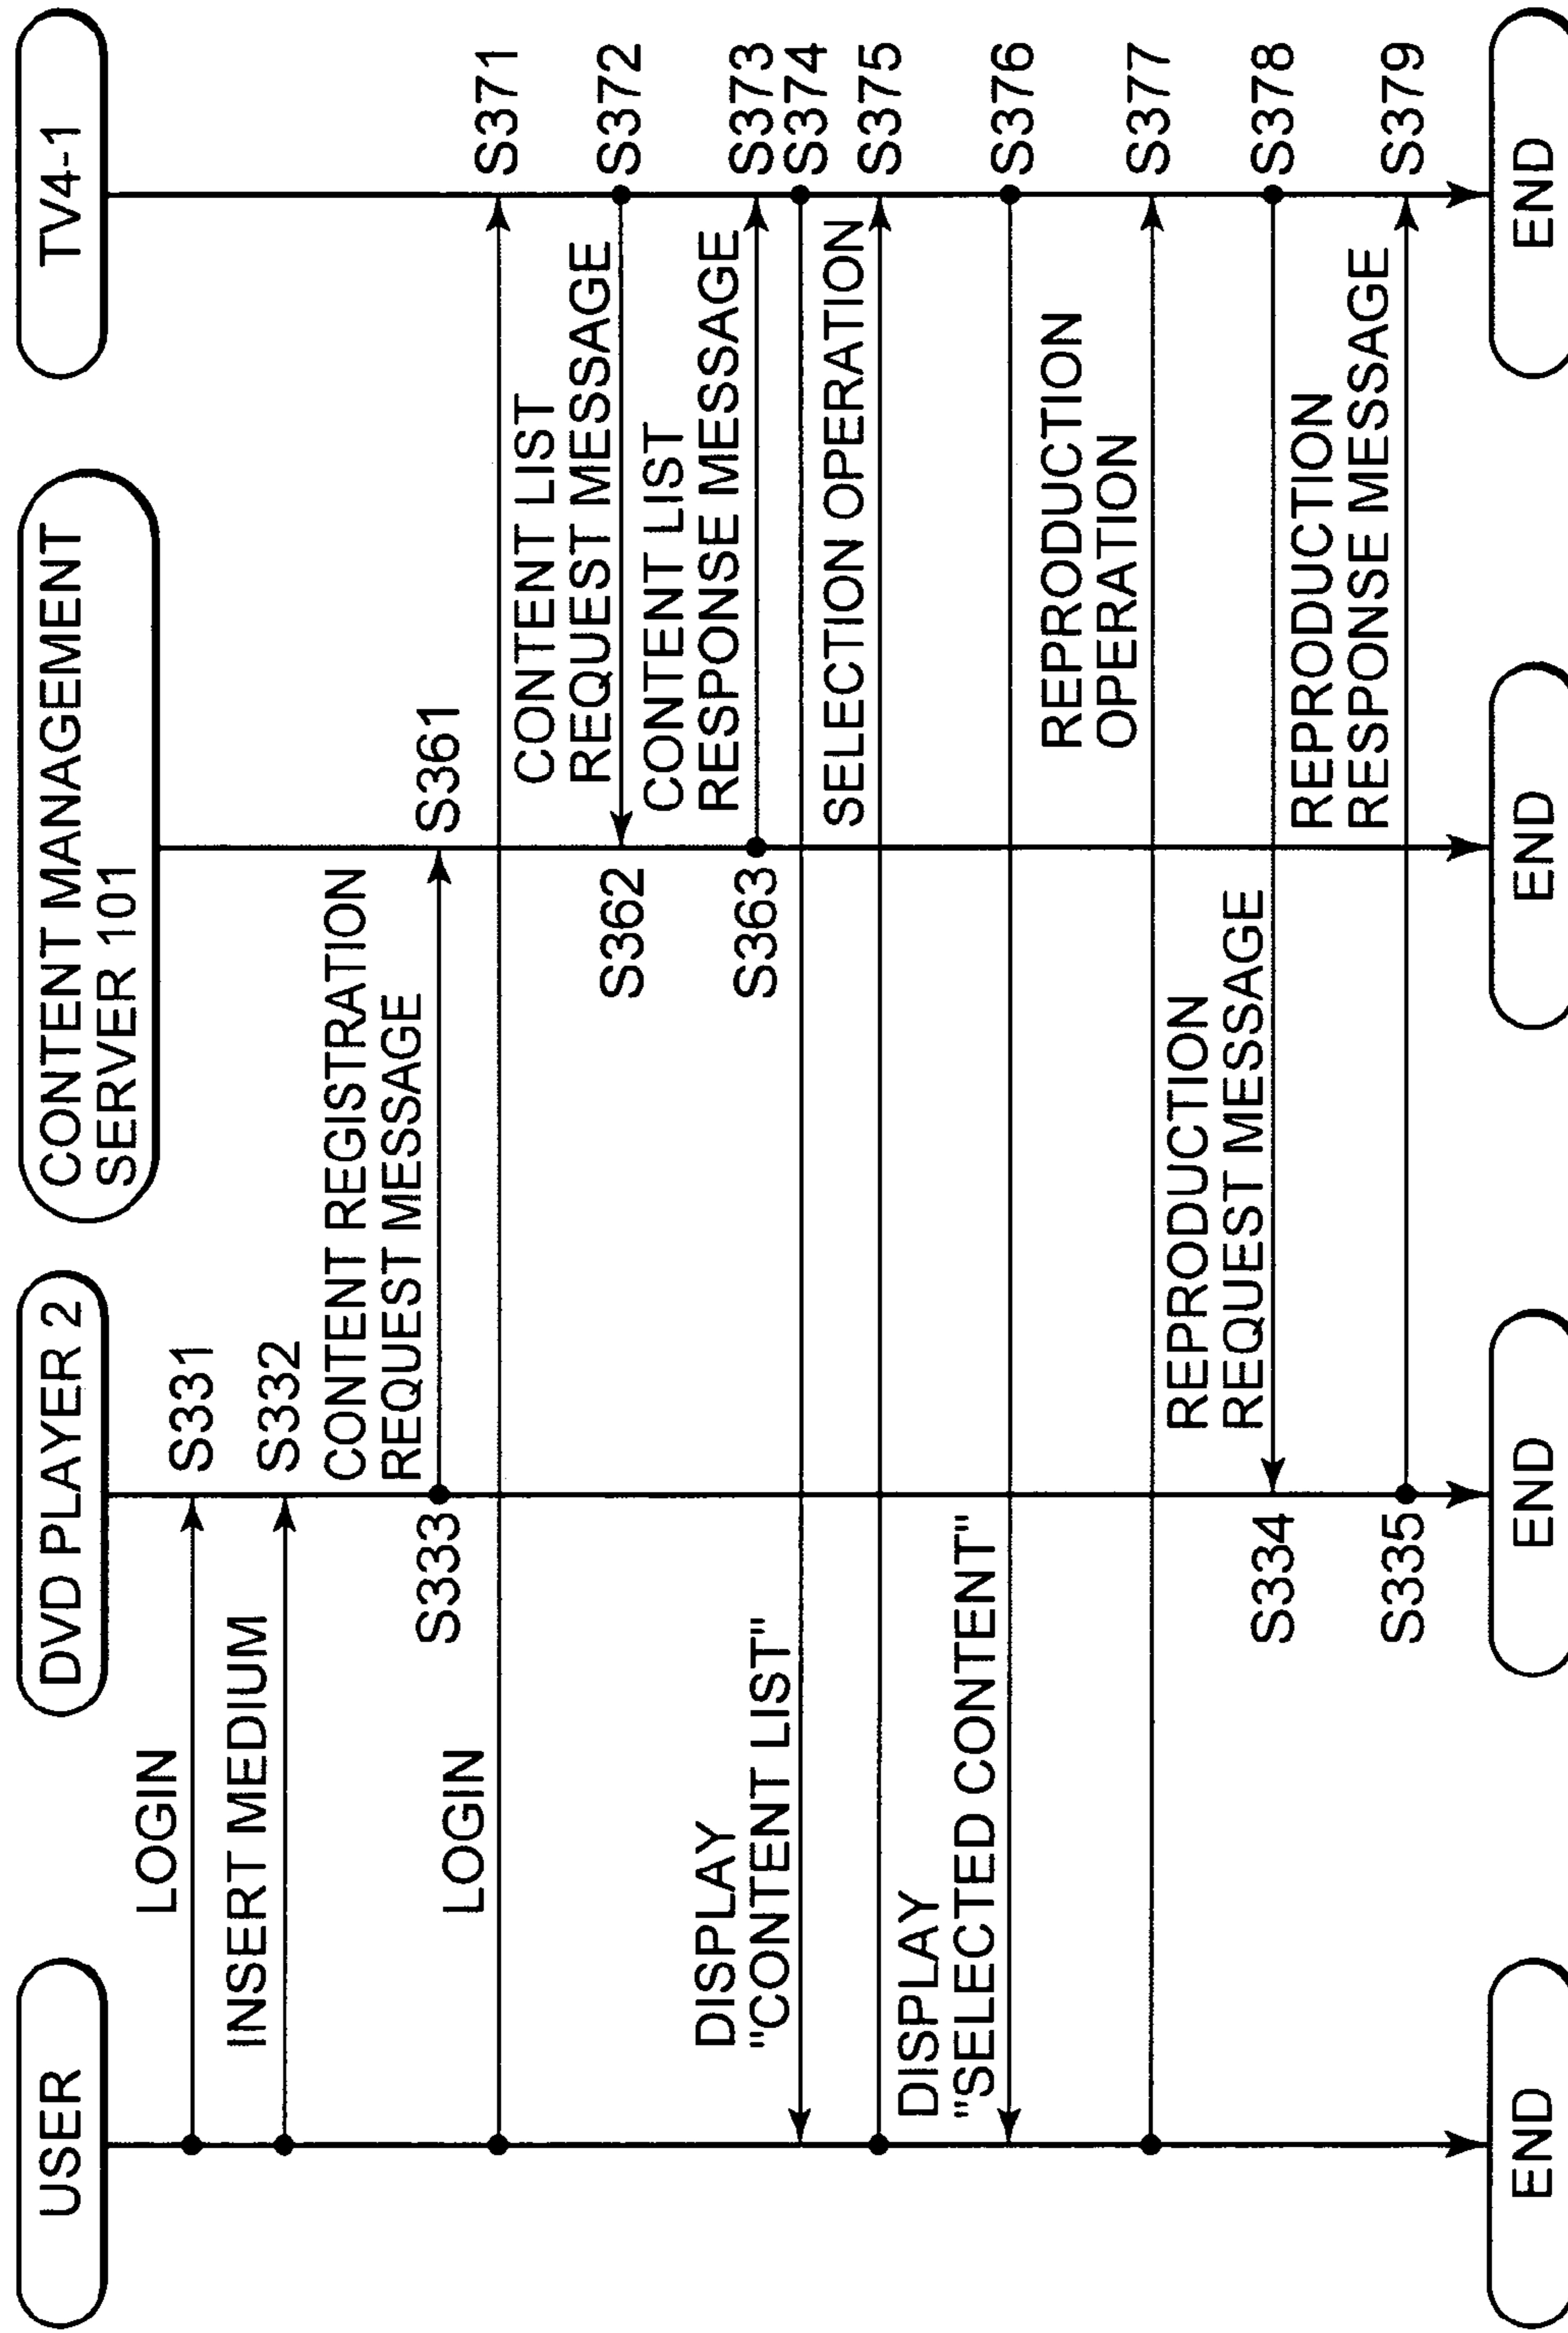 USER
DVD PLAYER 2
CONTENT MANAGEMENT
SERVER 101
TV4-1
LOGIN
S331
INSERT MEDIUM
S332
CONTENT REGISTRATION
REQUEST MESSAGE
S333
S361
LOGIN
S371
CONTENT LIST
REQUEST MESSAGE
S362
S372
CONTENT LIST
RESPONSE MESSAGE
S363
S373
DISPLAY
"CONTENT LIST"
S374
SELECTION OPERATION
S375
DISPLAY
"SELECTED CONTENT"
S376
REPRODUCTION
OPERATION
S377
REPRODUCTION
REQUEST MESSAGE
S334
S378
REPRODUCTION
RESPONSE MESSAGE
S335
S379
END
END
END
END